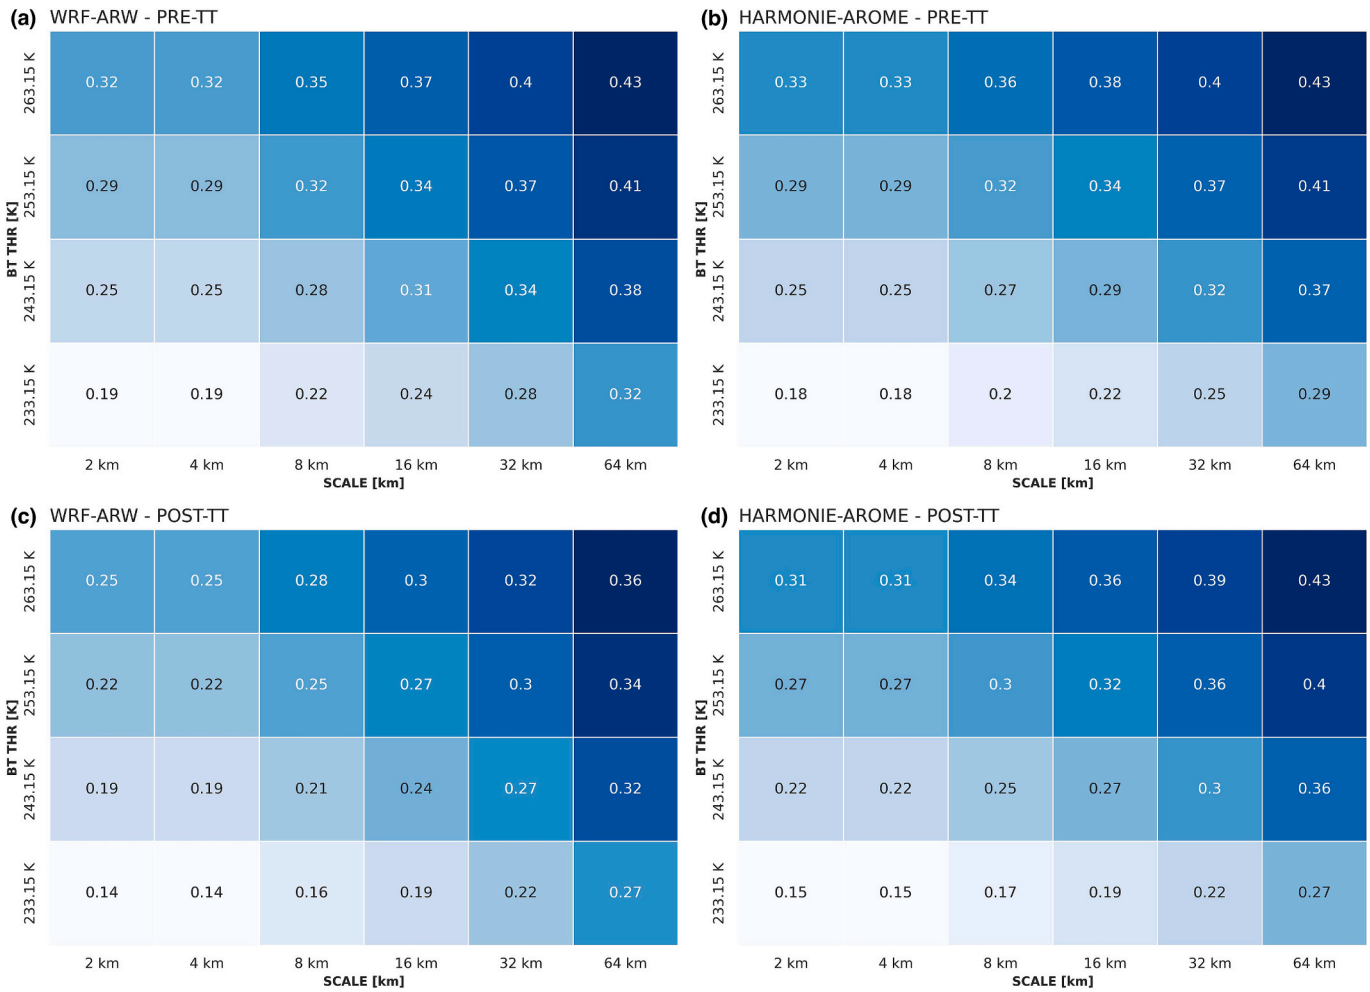 (a) WRF-ARW - PRE-TT
BT THR [K]
263.15 K 0.32 0.32 0.35 0.37 0.4 0.43
253.15 K 0.29 0.29 0.32 0.34 0.37 0.41
243.15 K 0.25 0.25 0.28 0.31 0.34 0.38
233.15 K 0.19 0.19 0.22 0.24 0.28 0.32
2 km 4 km 8 km 16 km 32 km 64 km
SCALE [km]
(b) HARMONIE-AROME - PRE-TT
BT THR [K]
263.15 K 0.33 0.33 0.36 0.38 0.4 0.43
253.15 K 0.29 0.29 0.32 0.34 0.37 0.41
243.15 K 0.25 0.25 0.27 0.29 0.32 0.37
233.15 K 0.18 0.18 0.2 0.22 0.25 0.29
2 km 4 km 8 km 16 km 32 km 64 km
SCALE [km]
(c) WRF-ARW - POST-TT
BT THR [K]
263.15 K 0.25 0.25 0.28 0.3 0.32 0.36
253.15 K 0.22 0.22 0.25 0.27 0.3 0.34
243.15 K 0.19 0.19 0.21 0.24 0.27 0.32
233.15 K 0.14 0.14 0.16 0.19 0.22 0.27
2 km 4 km 8 km 16 km 32 km 64 km
SCALE [km]
(d) HARMONIE-AROME - POST-TT
BT THR [K]
263.15 K 0.31 0.31 0.34 0.36 0.39 0.43
253.15 K 0.27 0.27 0.3 0.32 0.36 0.4
243.15 K 0.22 0.22 0.25 0.27 0.3 0.36
233.15 K 0.15 0.15 0.17 0.19 0.22 0.27
2 km 4 km 8 km 16 km 32 km 64 km
SCALE [km]